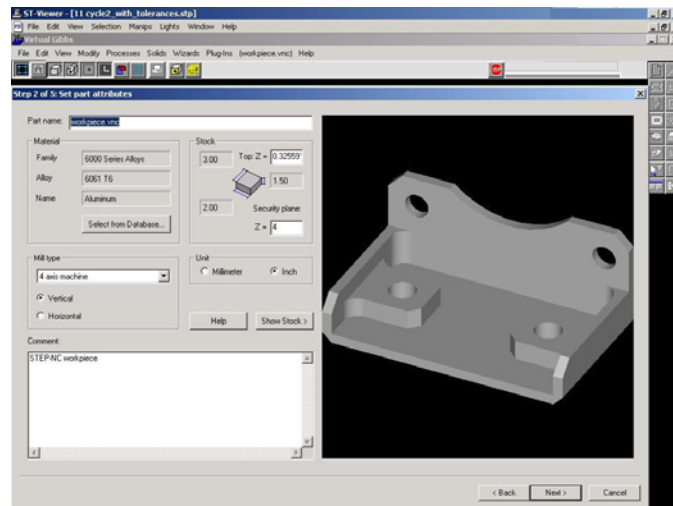 ST-Viewer - [11 cycle2_with_tolerances.stp]
File Edit View Selection Manips Lights Window Help
Virtual Gibbs
File Edit View Modify Processes Solids Wizards Plug-Ins (workpiece.vnc) Help
Step 2 of 5: Set part attributes
Part name: workpiece.vnc
Material
Family 6000 Series Alloys
Alloy 6061 T6
Name Aluminum
Select from Database...
Stock
3.00 Top: Z = 0.32559
1.50
2.00 Security plane:
Z = 4
Mill type
4 axis machine
Vertical
Horizontal
Unit
Millimeter Inch
Help Show Stock >
Comment:
STEP-NC workpiece
< Back Next > Cancel